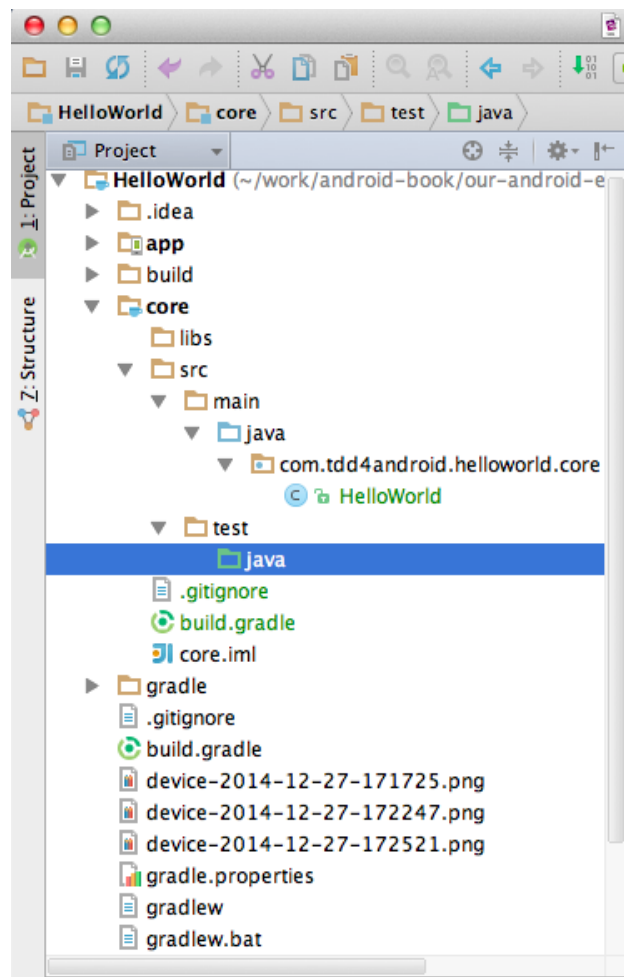 HelloWorld core src test java
Project
1: Project
HelloWorld (~/work/android-book/our-android-e
.idea
app
build
core
libs
Z: Structure
src
main
java
com.tdd4android.helloworld.core
C HelloWorld
test
java
.gitignore
build.gradle
core.iml
gradle
.gitignore
build.gradle
device-2014-12-27-171725.png
device-2014-12-27-172247.png
device-2014-12-27-172521.png
gradle.properties
gradlew
gradlew.bat